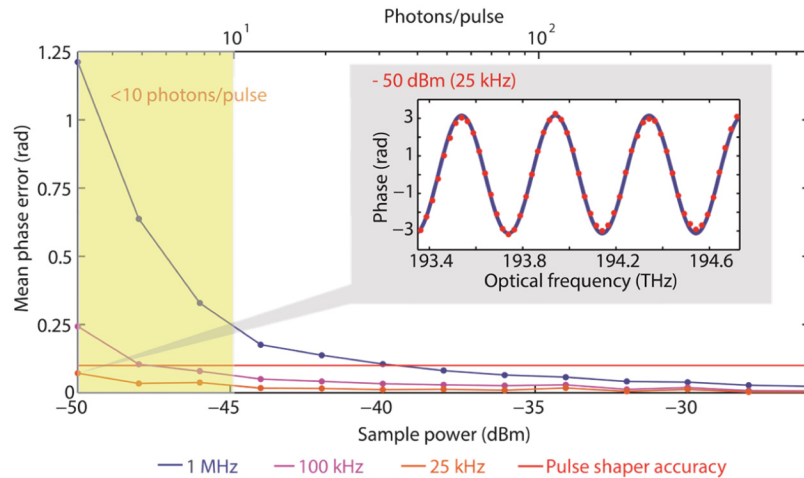 Photons/pulse
10¹ 10²
1.25
1
0.75
0.5
0.25
0
Mean phase error (rad)
<10 photons/pulse
- 50 dBm (25 kHz)
3
1
−1
−3
Phase (rad)
193.4 193.8 194.2 194.6
Optical frequency (THz)
−50 −45 −40 −35 −30
Sample power (dBm)
1 MHz 100 kHz 25 kHz Pulse shaper accuracy